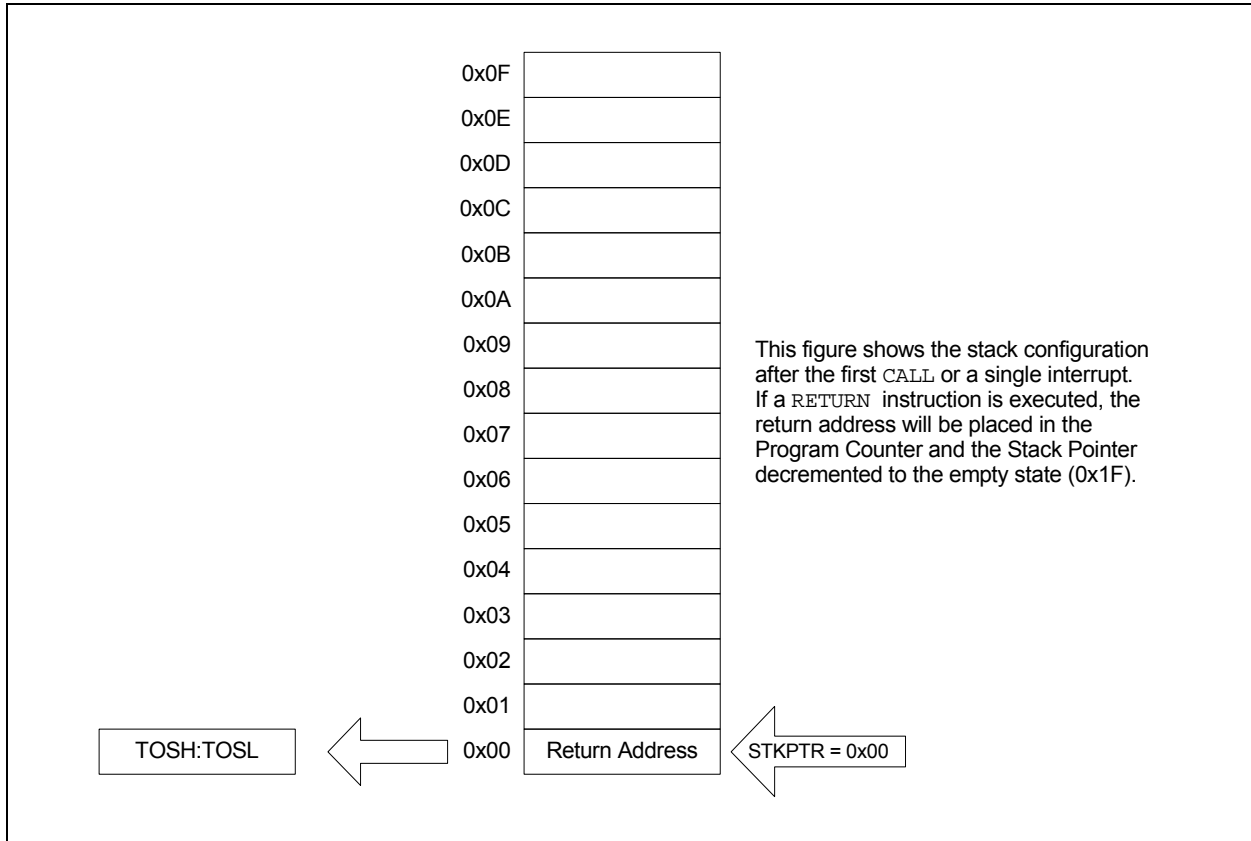 0x0F
0x0E
0x0D
0x0C
0x0B
0x0A
0x09
0x08
0x07
0x06
0x05
0x04
0x03
0x02
0x01
This figure shows the stack configuration
after the first CALL or a single interrupt.
If a RETURN instruction is executed, the
return address will be placed in the
Program Counter and the Stack Pointer
decremented to the empty state (0x1F).
TOSH:TOSL 0x00 Return Address STKPTR = 0x00